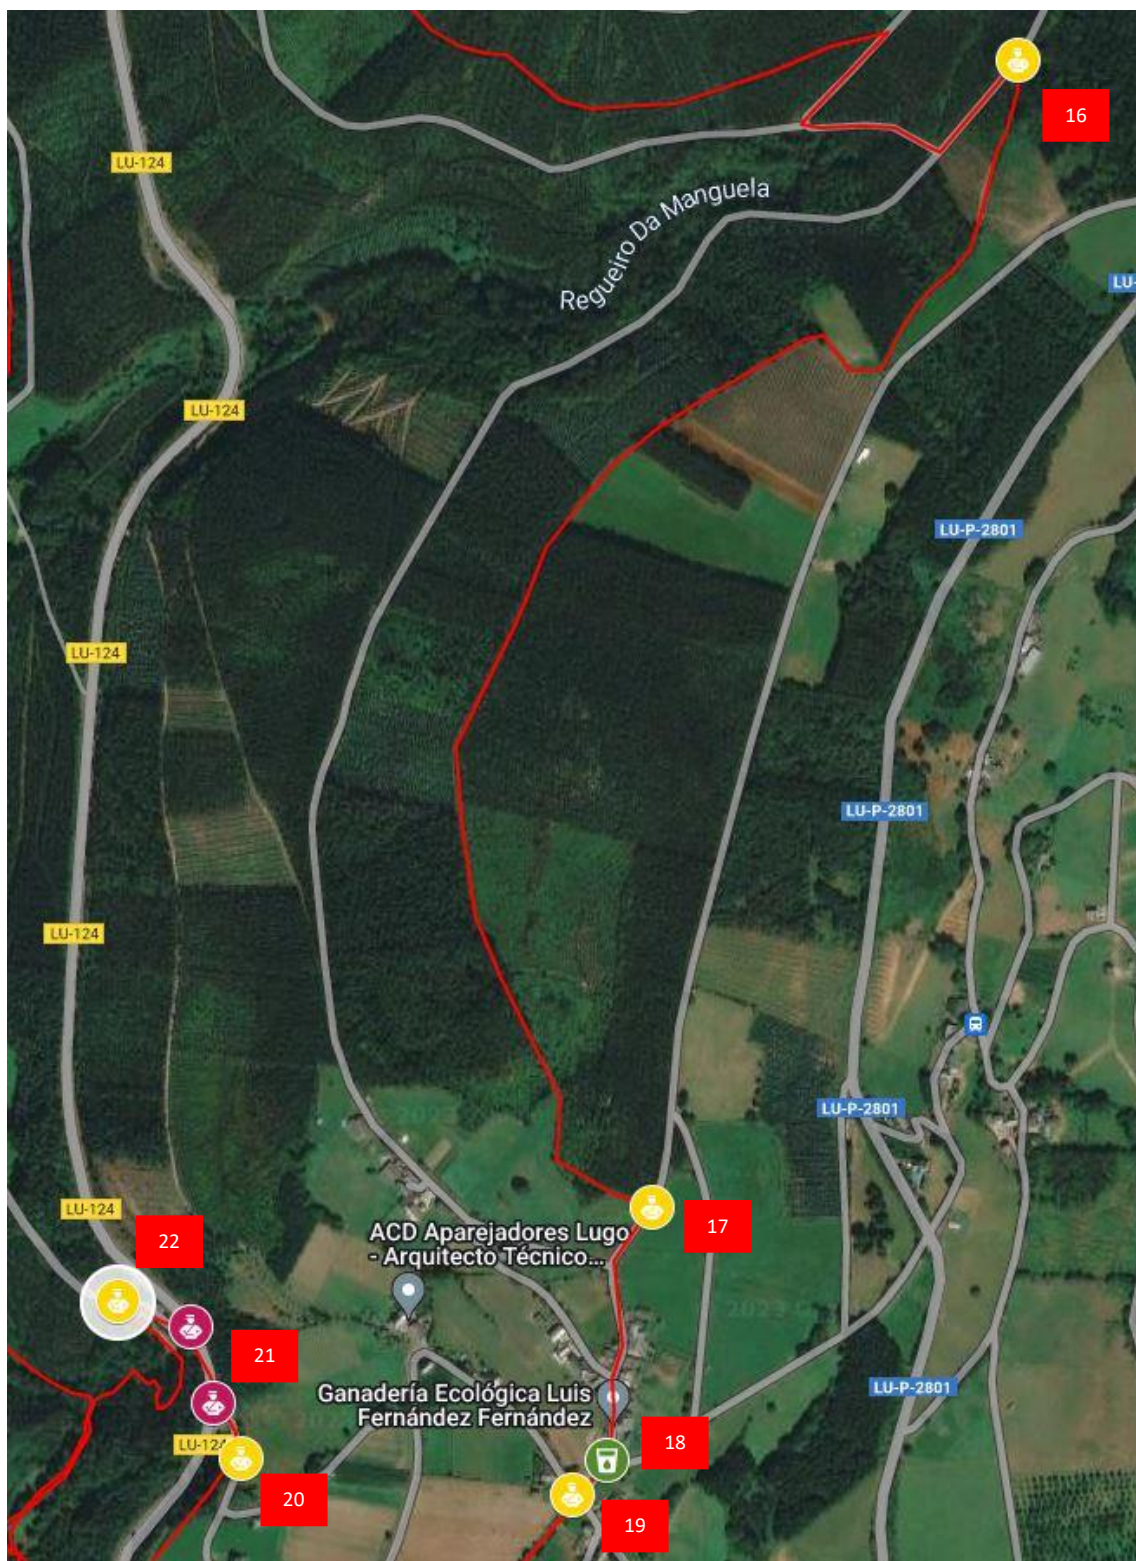 16
LU-124
Regueiro Da Manguela
LU-
LU-124
LU-P-2801
LU-124
LU-P-2801
LU-124
LU-P-2801
LU-124
22
17
ACD Aparejadores Lugo
- Arquitecto Técnico...
21
Ganadería Ecológica Luis
Fernández Fernández
LU-P-2801
18
LU-124
20
19